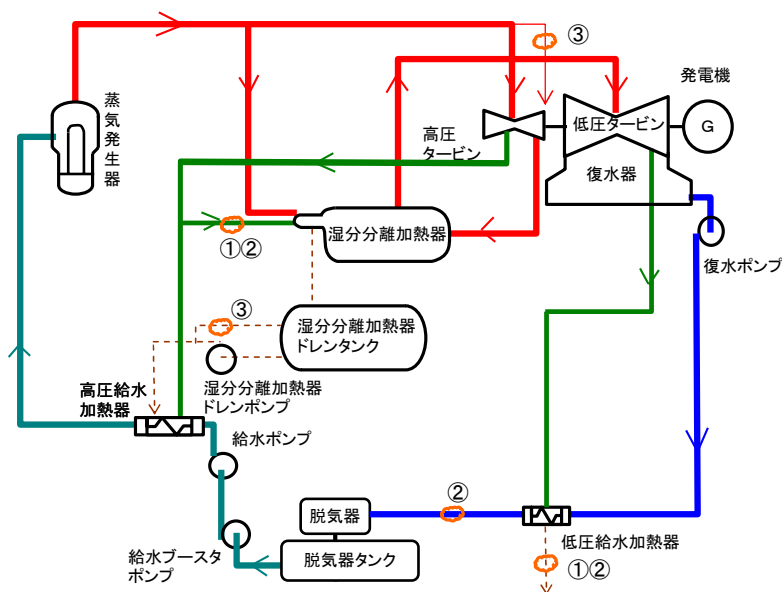 ③
蒸気発生器
発電機
高圧
タービン
低圧タービン
G
復水器
①②
湿分分離加熱器
復水ポンプ
③
湿分分離加熱器
ドレンタンク
高圧給水
加熱器
湿分分離加熱器
ドレンポンプ
給水ポンプ
②
脱気器
給水ブースタ
ポンプ
脱気器タンク
低圧給水加熱器
①②